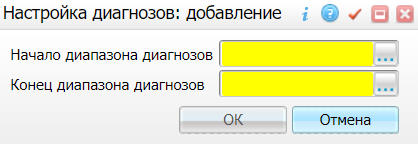 Настройка диагнозов: добавление
Начало диапазона диагнозов ...
Конец диапазона диагнозов ...
ОК Отмена